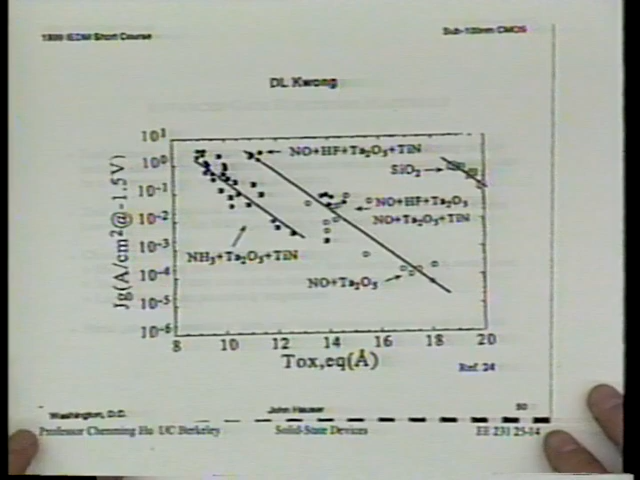 1999 IEDM Short Course
Sub-100nm CMOS
DL Kwong
10¹
10⁰
10⁻¹
10⁻²
10⁻³
10⁻⁴
10⁻⁵
10⁻⁶
Jg(A/cm²@-1.5V)
NO+HF+Ta₂O₅+TiN
SiO₂
NO+HF+Ta₂O₅
NO+Ta₂O₅+TiN
NH₃+Ta₂O₅+TiN
NO+Ta₂O₅
8 10 12 14 16 18 20
Tox,eq(Å)
Ref. 24
Washington, D.C.
John Hauser
50
Professor Chenming Hu UC Berkeley
Solid-State Devices
EE 231 25-14